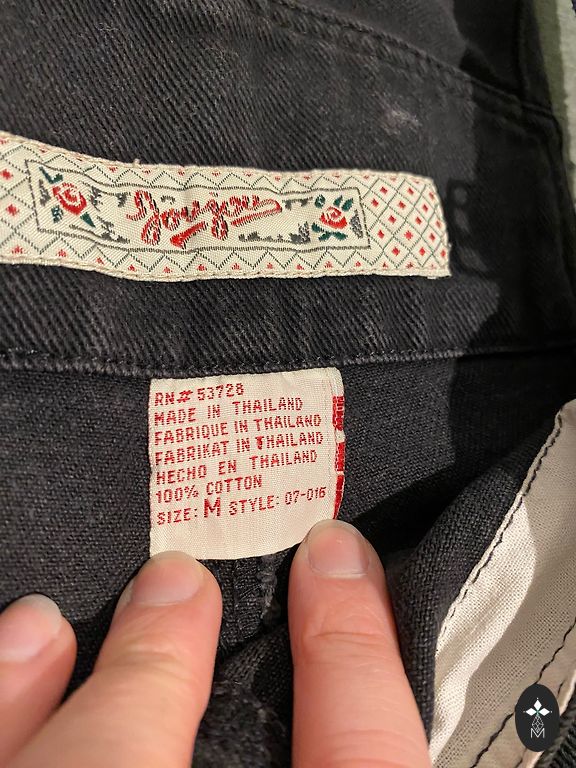 Joujou
RN# 53728
MADE IN THAILAND
FABRIQUE IN THAILAND
FABRIKAT IN THAILAND
HECHO EN THAILAND
100% COTTON
SIZE: M STYLE: 07-016
M